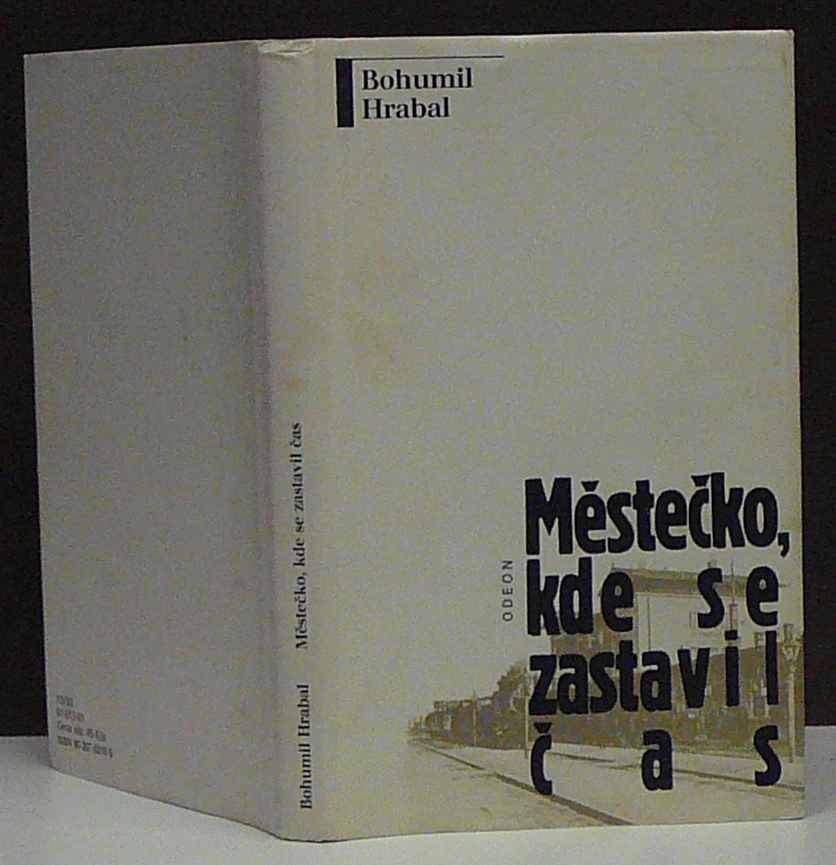 Bohumil
Hrabal
Městečko,
kde se
zastavil
čas
ODEON
Bohumil Hrabal Městečko, kde se zastavil čas